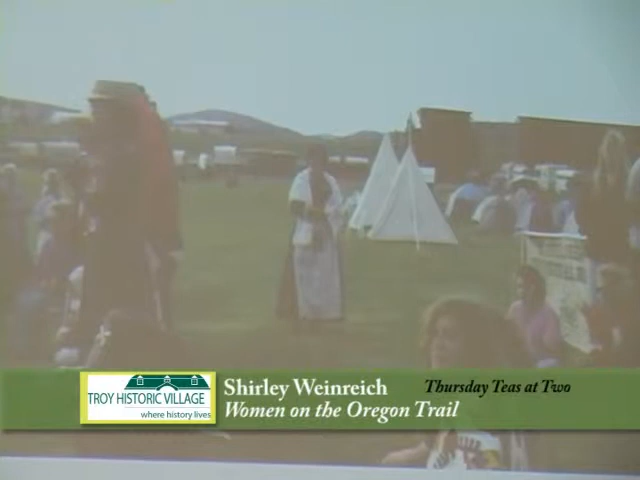 Shirley Weinreich
Thursday Teas at Two
TROY HISTORIC VILLAGE
where history lives
Women on the Oregon Trail